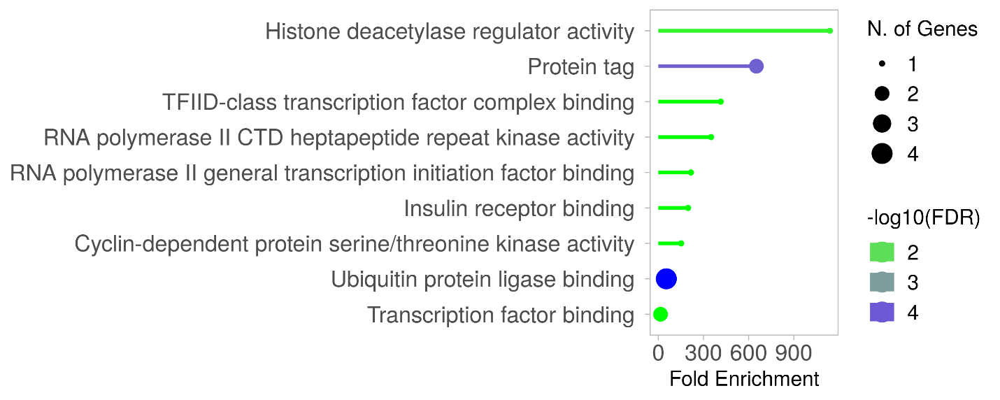 Histone deacetylase regulator activity
Protein tag
TFIID-class transcription factor complex binding
RNA polymerase II CTD heptapeptide repeat kinase activity
RNA polymerase II general transcription initiation factor binding
Insulin receptor binding
Cyclin-dependent protein serine/threonine kinase activity
Ubiquitin protein ligase binding
Transcription factor binding
0 300 600 900
Fold Enrichment
N. of Genes
1
2
3
4
-log10(FDR)
2
3
4